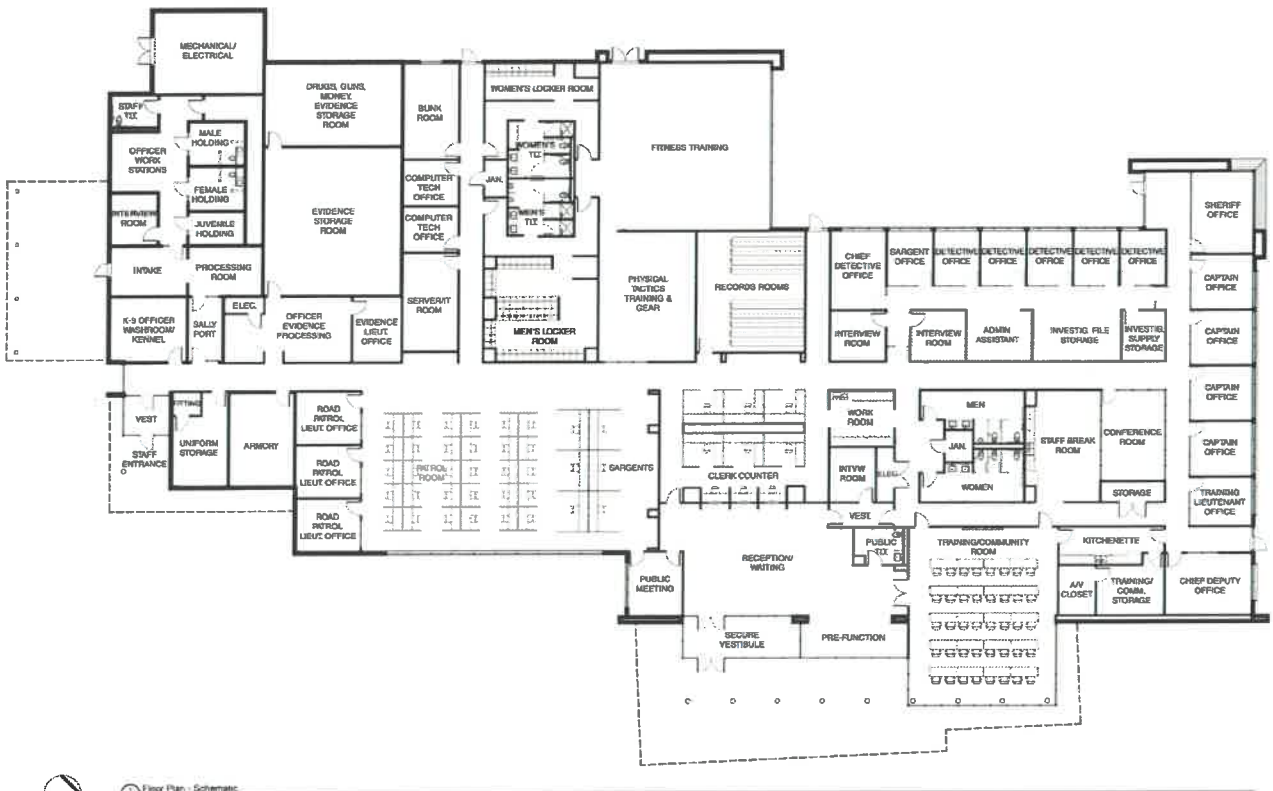 MECHANICAL/
ELECTRICAL
STAFF
TLT.
OFFICER
WORK
STATIONS
MALE
HOLDING
FEMALE
HOLDING
INTERVIEW
ROOM
JUVENILE
HOLDING
INTAKE
PROCESSING
ROOM
K-9 OFFICER
WASHROOM/
KENNEL
SALLY
PORT
ELEC.
DRUGS, GUNS,
MONEY,
EVIDENCE
STORAGE
ROOM
EVIDENCE
STORAGE
ROOM
OFFICER
EVIDENCE
PROCESSING
EVIDENCE
LIEUT
OFFICE
BUNK
ROOM
COMPUTER
TECH
OFFICE
COMPUTER
TECH
OFFICE
SERVER/IT
ROOM
WOMEN'S LOCKER ROOM
WOMEN'S
TLT.
JAN.
MEN'S
TLT.
MEN'S LOCKER
ROOM
FITNESS TRAINING
PHYSICAL
TACTICS
TRAINING &
GEAR
RECORDS ROOMS
CHIEF
DETECTIVE
OFFICE
SARGENT
OFFICE
DETECTIVE
OFFICE
DETECTIVE
OFFICE
DETECTIVE
OFFICE
DETECTIVE
OFFICE
DETECTIVE
OFFICE
SHERIFF
OFFICE
CAPTAIN
OFFICE
CAPTAIN
OFFICE
CAPTAIN
OFFICE
CAPTAIN
OFFICE
TRAINING
LIEUTENANT
OFFICE
INTERVIEW
ROOM
INTERVIEW
ROOM
ADMIN
ASSISTANT
INVESTIG. FILE
STORAGE
INVESTIG.
SUPPLY
STORAGE
VEST.
STAFF
ENTRANCE
FITTING
UNIFORM
STORAGE
ARMORY
ROAD
PATROL
LIEUT OFFICE
ROAD
PATROL
LIEUT OFFICE
ROAD
PATROL
LIEUT OFFICE
PATROL
ROOM
SARGENTS
CLERK COUNTER
WORK
ROOM
INTVW
ROOM
ELEC.
VEST.
MEN
JAN.
WOMEN
STAFF BREAK
ROOM
CONFERENCE
ROOM
STORAGE
PUBLIC
MEETING
RECEPTION/
WAITING
PUBLIC
TLT.
TRAINING/COMMUNITY
ROOM
KITCHENETTE
A/V
CLOSET
TRAINING/
COMM.
STORAGE
CHIEF DEPUTY
OFFICE
SECURE
VESTIBULE
PRE-FUNCTION
1 Floor Plan - Schematic